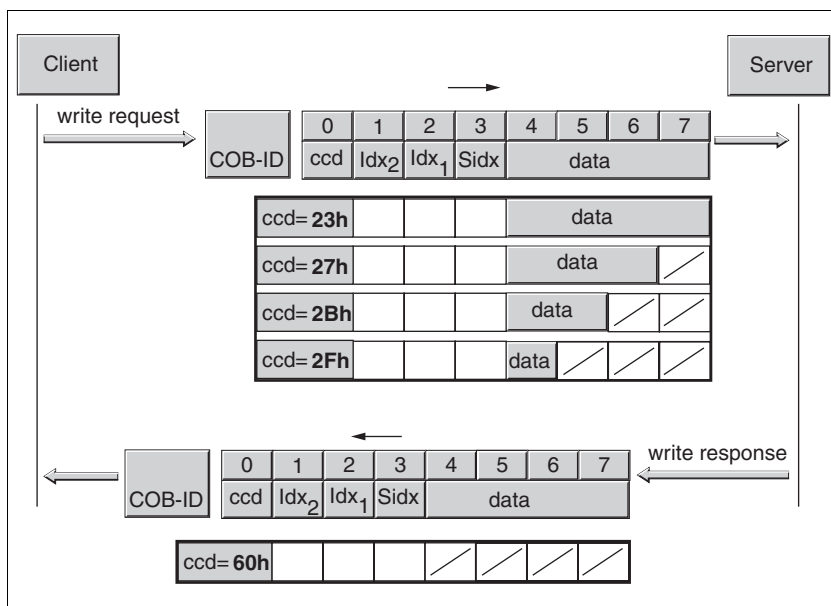 Client
Server
write request
COB-ID
0 1 2 3 4 5 6 7
ccd Idx2 Idx1 Sidx data
ccd= 23h data
ccd= 27h data
ccd= 2Bh data
ccd= 2Fh data
write response
COB-ID
0 1 2 3 4 5 6 7
ccd Idx2 Idx1 Sidx data
ccd= 60h